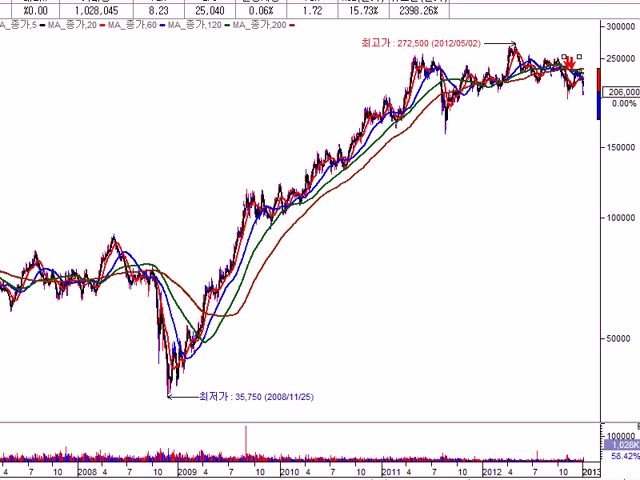 %0.00 1,028,045 8.23 25,040 0.06% 1.72 15.73% 2398.26%
MA_종가,5 MA_종가,20 MA_종가,60 MA_종가,120 MA_종가,200
300000
최고가 : 272,500 (2012/05/02)
250000
206,000
0.00%
150000
100000
50000
최저가 : 35,750 (2008/11/25)
100000
1,028K
58.42%
4 7 10 2008 4 7 10 2009 4 7 10 2010 4 7 10 2011 4 7 10 2012 4 7 10 2013